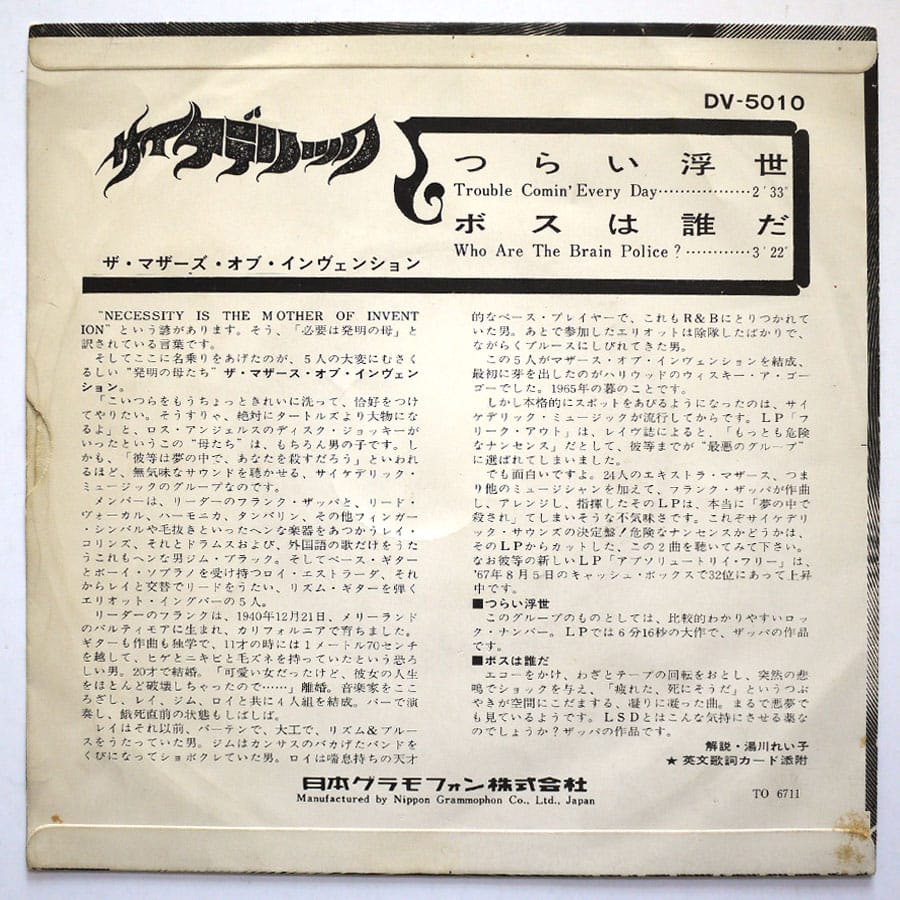 DV-5010
サイケデリック
つらい浮世
Trouble Comin' Every Day················2′33″
ボスは誰だ
Who Are The Brain Police?············3′22″
ザ・マザーズ・オブ・インヴェンション
"NECESSITY IS THE MOTHER OF INVENT
ION" という諺があります。そう、「必要は発明の母」と
訳されている言葉です。
そしてここに名乗りをあげたのが、5人の大変にむさく
るしい "発明の母たち" ザ・マザース・オブ・インヴェン
ション。
「こいつらをもうちょっときれいに洗って、恰好をつけ
てやりたい。そうすりゃ、絶対にタートルズより大物にな
るよ」と、ロス・アンジェルスのディスク・ジョッキーが
いったというこの "母たち" は、もちろん男の子です。し
かも、「彼等は夢の中で、あなたを殺すだろう」といわれ
るほど、無気味なサウンドを聴かせる、サイケデリック・
ミュージックのグループなのです。
メンバーは、リーダーのフランク・ザッパと、リード・
ヴォーカル、ハーモニカ、タンバリン、その他フィンガー
・シンバルや毛抜きといったヘンな楽器をあつかうレイ・
コリンズ、それとドラムスおよび、外国語の歌だけをうた
うこれもヘンな男ジム・ブラック。そしてベース・ギター
とボーイ・ソプラノを受け持つロイ・エストラーダ、それ
からレイと交替でリードをうたい、リズム・ギターを弾く
エリオット・イングバーの5人。
リーダーのフランクは、1940年12月21日、メリーランド
のバルティモアに生まれ、カリフォルニアで育ちました。
ギターも作曲も独学で、11才の時には1メートル70センチ
を越して、ヒゲとニキビと毛ズネを持っていたという恐ろ
しい男。20才で結婚。「可愛い女だったけど、彼女の人生
をほとんど破壊しちゃったので……」離婚。音楽家をここ
ろざし、レイ、ジム、ロイと共に4人組を結成。バーで演
奏し、餓死直前の状態もしばしば。
レイはそれ以前、バーテンで、大工で、リズム&ブルー
スをうたっていた男。ジムはカンサスのバカげたバンドを
くびになってショボクレていた男。ロイは喘息持ちの天才
的なベース・プレイヤーで、これもR&Bにとりつかれて
いた男。あとで参加したエリオットは除隊したばかりで、
ながらくブルースにしびれてきた男。
この5人がマザース・オブ・インヴェンションを結成、
最初に芽を出したのがハリウッドのウィスキー・ア・ゴー
ゴーでした。1965年の暮のことです。
しかし本格的にスポットをあびるようになったのは、サイ
ケデリック・ミュージックが流行してからです。LP「フ
リーク・アウト」は、レイヴ誌によると、「もっとも危険
なナンセンス」だとして、彼等までが "最悪のグループ"
に選ばれてしまいました。
でも面白いですよ。24人のエキストラ・マザース、つま
り他のミュージシャンを加えて、フランク・ザッパが作曲
し、アレンジし、指揮したそのLPは、本当に「夢の中で
殺され」てしまいそうな不気味さです。これぞサイケデリ
ック・サウンズの決定盤!危険なナンセンスかどうかは、
そのLPからカットした、この2曲を聴いてみて下さい。
なお彼等の新しいLP「アブソリュートリイ・フリー」は、
'67年8月5日のキャッシュ・ボックスで32位にあって上昇
中です。
■つらい浮世
このグループのものとしては、比較的わかりやすいロッ
ク・ナンバー。LPでは6分16秒の大作で、ザッパの作品
です。
■ボスは誰だ
エコーをかけ、わざとテープの回転をおとし、突然の悲
鳴でショックを与え、「疲れた、死にそうだ」というつぶ
やきが空間にこだまする、凝りに凝った曲。まるで悪夢で
も見ているようです。LSDとはこんな気持にさせる薬な
のでしょうか?ザッパの作品です。
解説・湯川れい子
★英文歌詞カード添附
日本グラモフォン株式会社
Manufactured by Nippon Grammophon Co., Ltd., Japan
TO 6711